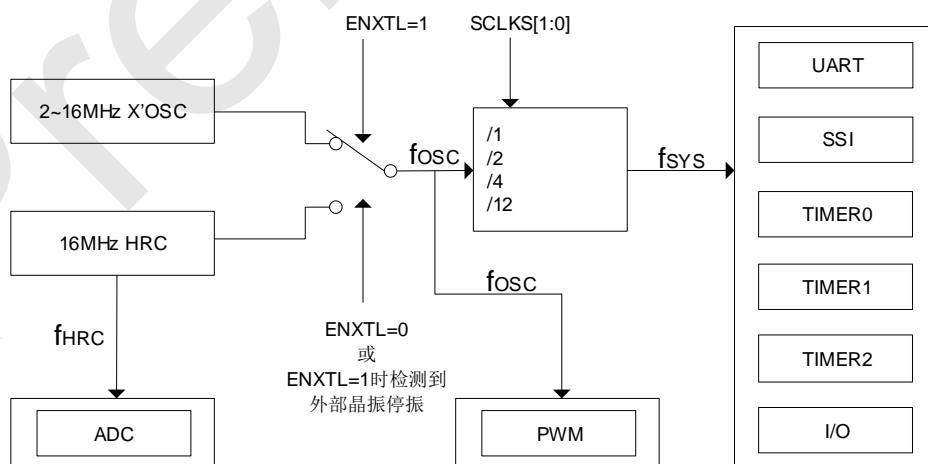 ENXTL=1
SCLKS[1:0]
2~16MHz X'OSC
16MHz HRC
fHRC
ADC
ENXTL=0
或
ENXTL=1时检测到
外部晶振停振
fOSC
/1
/2
/4
/12
fOSC
PWM
fSYS
UART
SSI
TIMER0
TIMER1
TIMER2
I/O